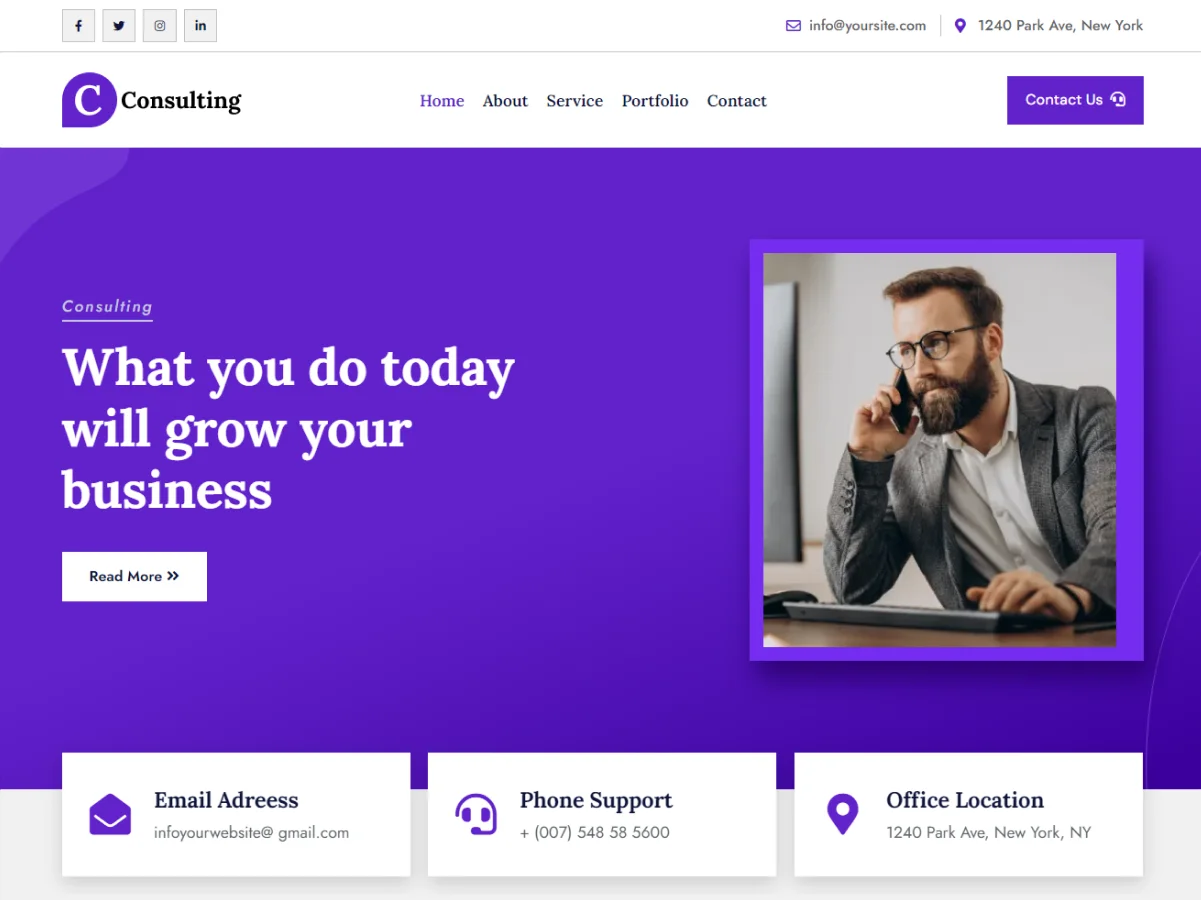 info@yoursite.com
1240 Park Ave, New York
C Consulting
Home About Service Portfolio Contact
Contact Us
Consulting
What you do today
will grow your
business
Read More
Email Adreess
infoyourwebsite@ gmail.com
Phone Support
+ (007) 548 58 5600
Office Location
1240 Park Ave, New York, NY